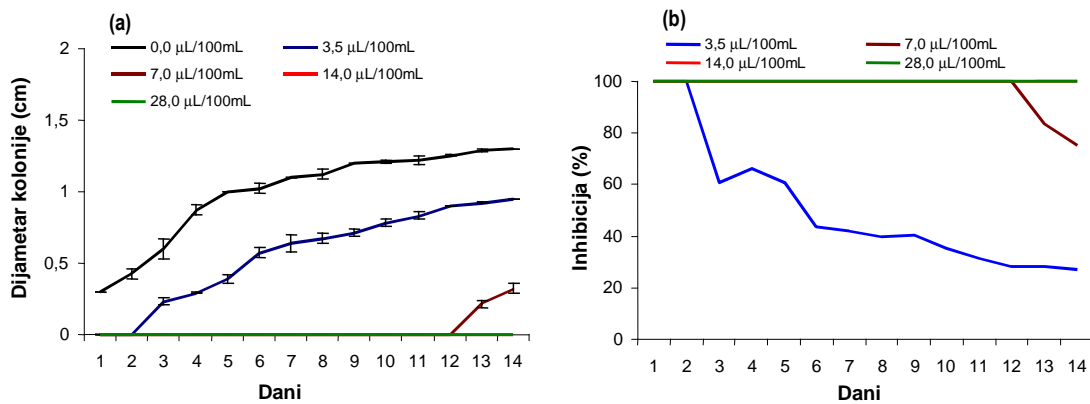 (a)
0,0 µL/100mL 3,5 µL/100mL
7,0 µL/100mL 14,0 µL/100mL
28,0 µL/100mL
Dijametar kolonije (cm)
2
1,5
1
0,5
0
1 2 3 4 5 6 7 8 9 10 11 12 13 14
Dani
(b)
3,5 µL/100mL 7,0 µL/100mL
14,0 µL/100mL 28,0 µL/100mL
Inhibicija (%)
100
80
60
40
20
0
1 2 3 4 5 6 7 8 9 10 11 12 13 14
Dani